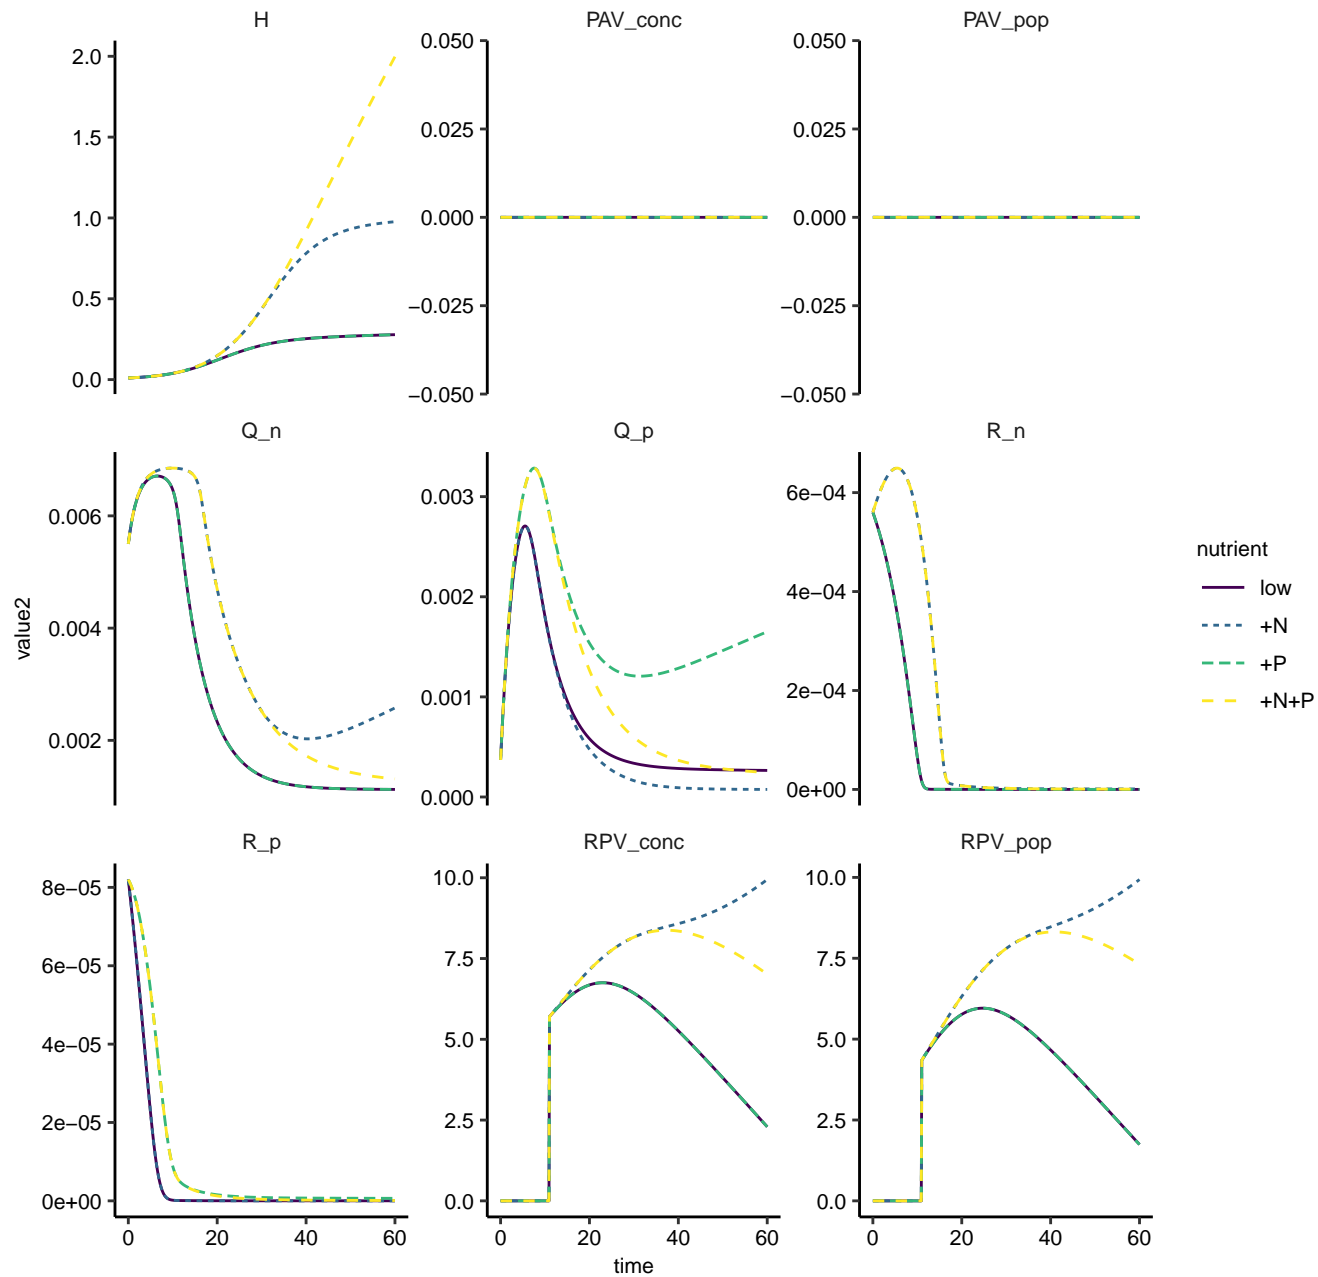 H
PAV_conc
PAV_pop
2.0
1.5
1.0
0.5
0.0
0.050
0.025
0.000
−0.025
−0.050
0.050
0.025
0.000
−0.025
−0.050
Q_n
Q_p
R_n
0.006
0.004
0.002
0.003
0.002
0.001
0.000
6e−04
4e−04
2e−04
0e+00
R_p
RPV_conc
RPV_pop
8e−05
6e−05
4e−05
2e−05
0e+00
10.0
7.5
5.0
2.5
0.0
10.0
7.5
5.0
2.5
0.0
0 20 40 60
0 20 40 60
0 20 40 60
time
value2
nutrient
low
+N
+P
+N+P